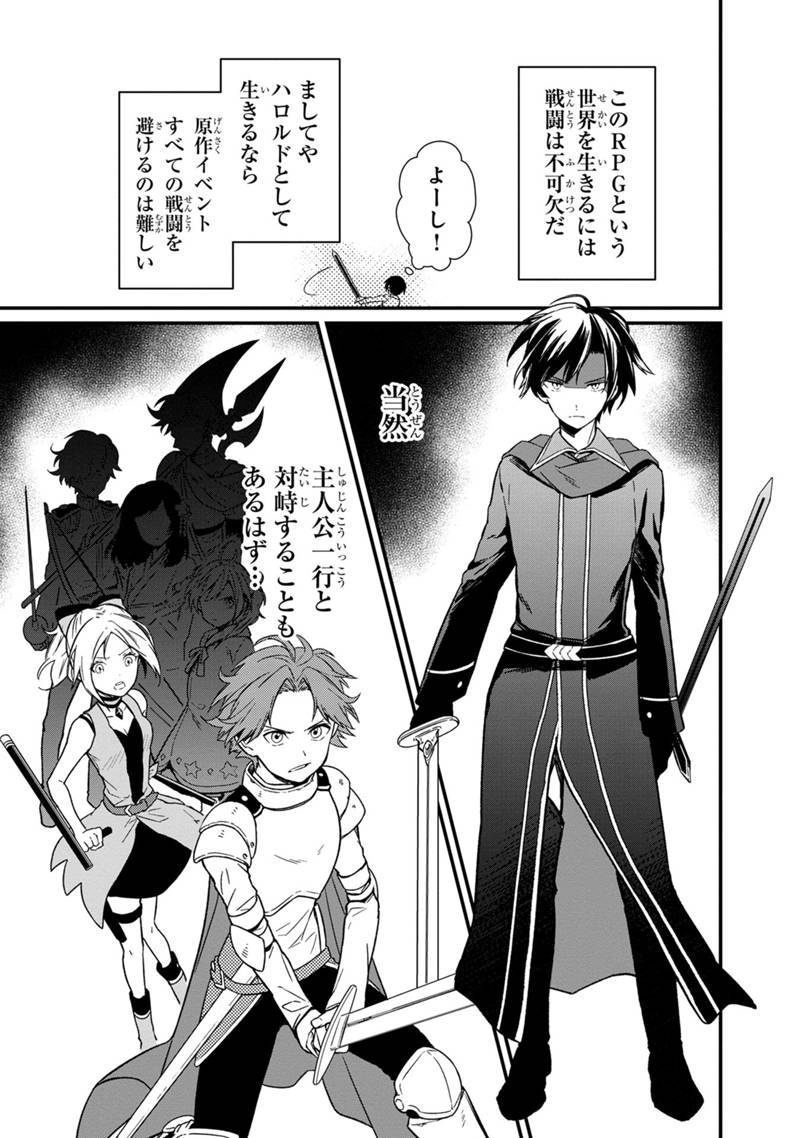 このRPGという
世界を生きるには
戦闘は不可欠だ
よーし!
ましてや
ハロルドとして
生きるなら
原作イベント
すべての戦闘を
避けるのは難しい
当然
主人公一行と
対峙することも
あるはず…